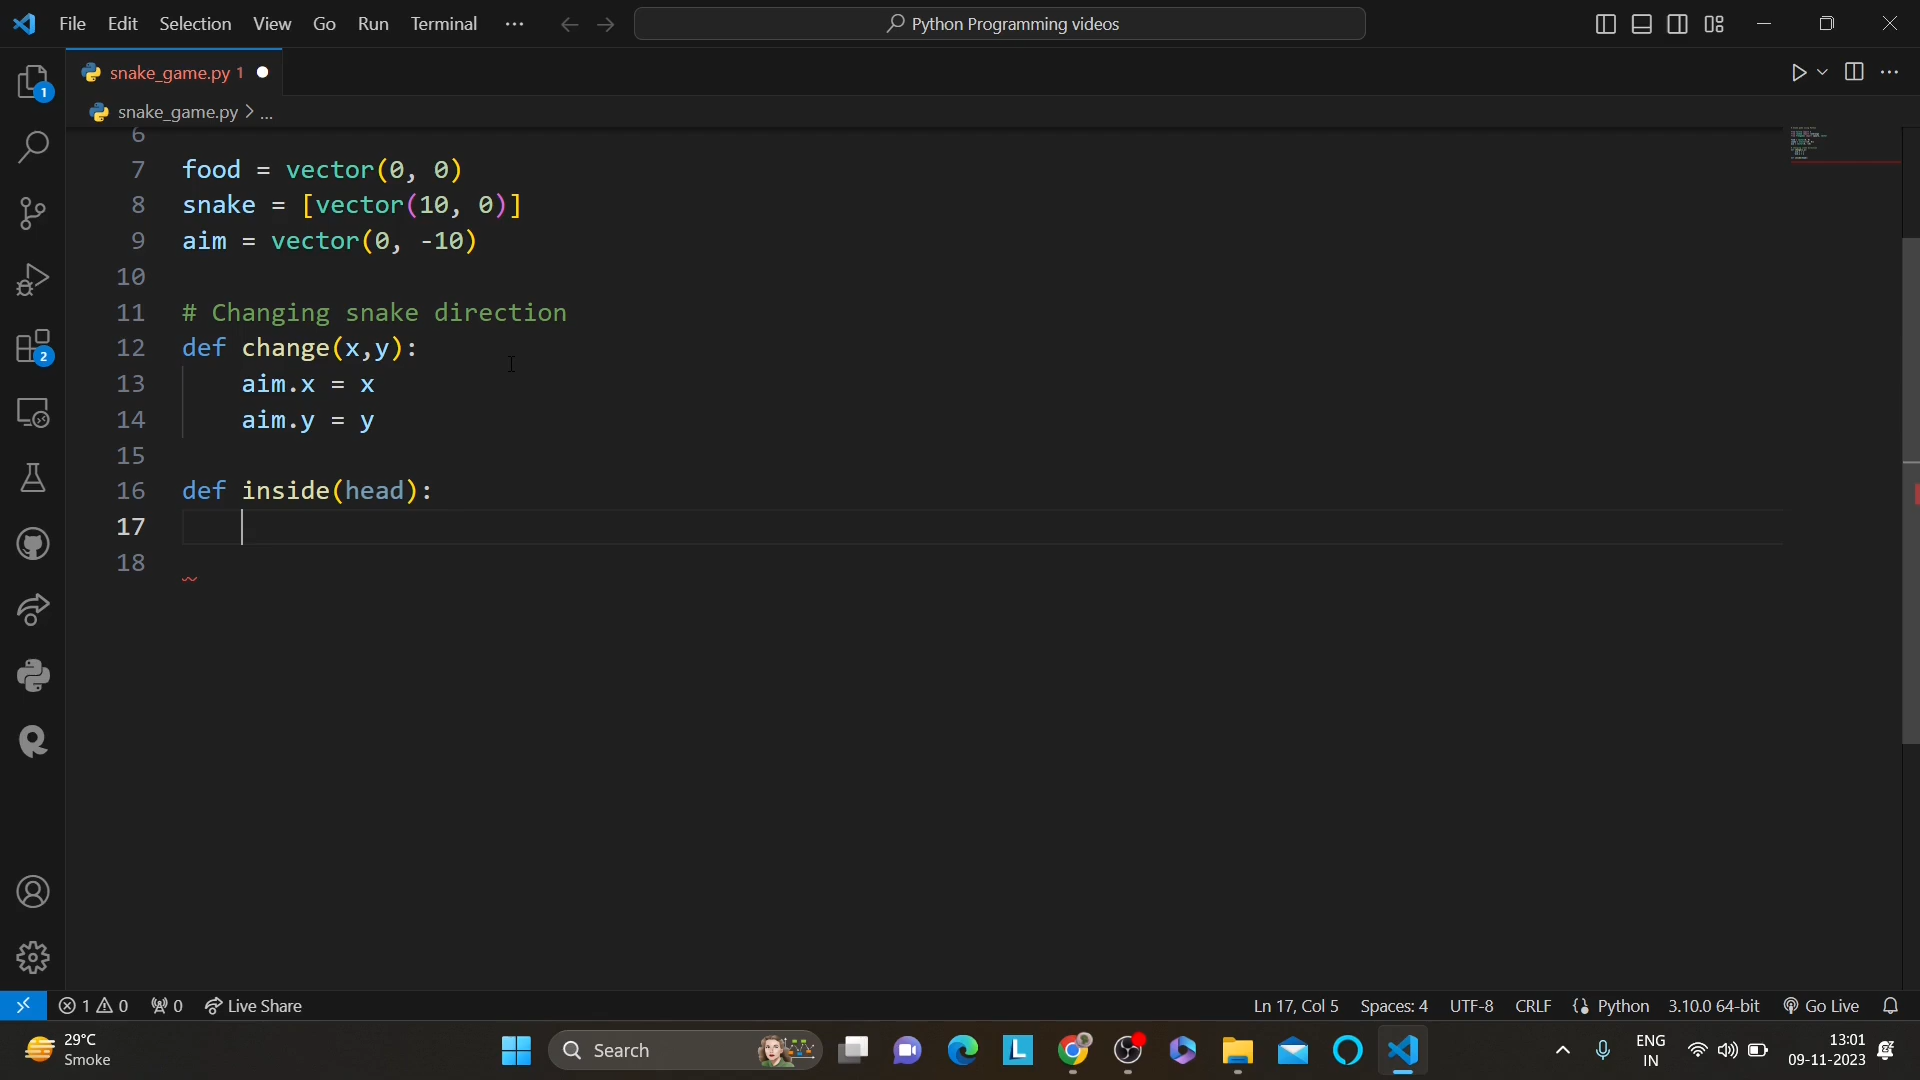 File Edit Selection View Go Run Terminal ···
Python Programming videos
snake_game.py 1
snake_game.py > ...
6
7 food = vector(0, 0)
8 snake = [vector(10, 0)]
9 aim = vector(0, -10)
10
11 # Changing snake direction
12 def change(x,y):
13 aim.x = x
14 aim.y = y
15
16 def inside(head):
17
18
1
2
1 0 0 Live Share
Ln 17, Col 5 Spaces: 4 UTF-8 CRLF Python 3.10.0 64-bit Go Live
29°C
Smoke
Search
L
ENG
IN
13:01
09-11-2023